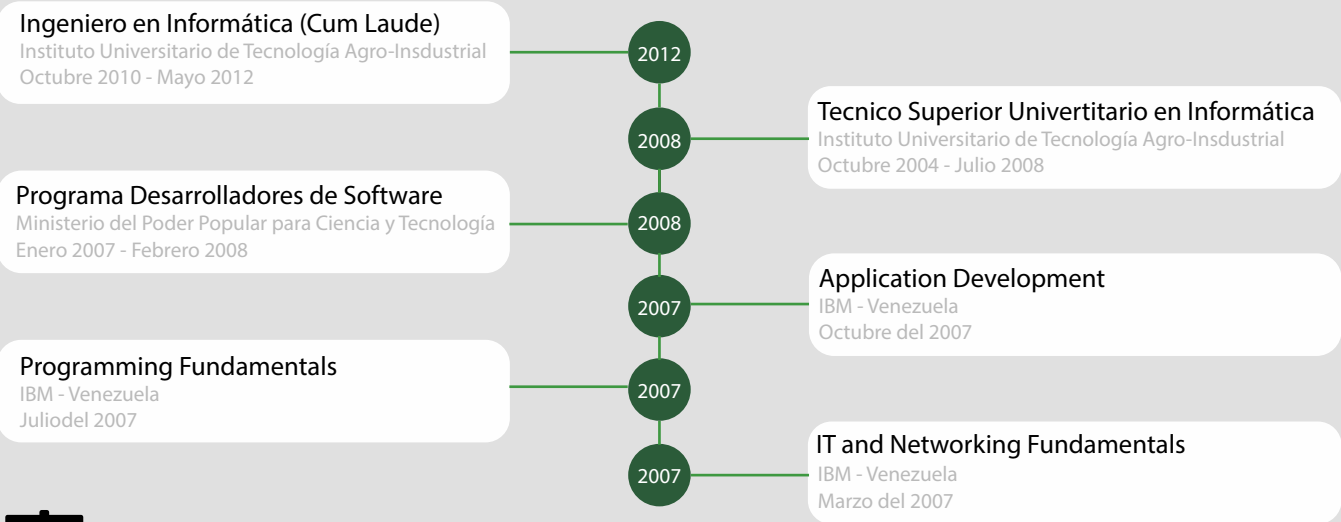 Ingeniero en Informática (Cum Laude)
Instituto Universitario de Tecnología Agro-Insdustrial
Octubre 2010 - Mayo 2012
2012
Tecnico Superior Univertitario en Informática
Instituto Universitario de Tecnología Agro-Insdustrial
Octubre 2004 - Julio 2008
2008
Programa Desarrolladores de Software
Ministerio del Poder Popular para Ciencia y Tecnología
Enero 2007 - Febrero 2008
2008
Application Development
IBM - Venezuela
Octubre del 2007
2007
Programming Fundamentals
IBM - Venezuela
Juliodel 2007
2007
IT and Networking Fundamentals
IBM - Venezuela
Marzo del 2007
2007